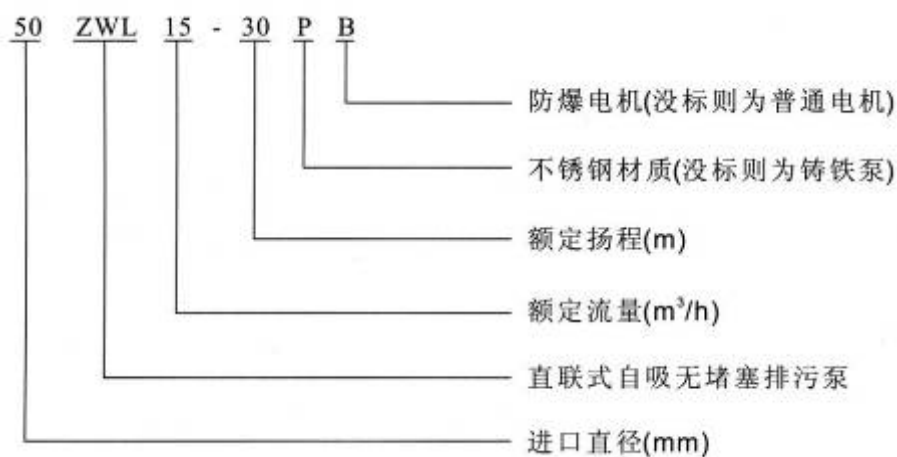 50 ZWL 15 - 30 P B
防爆电机(没标则为普通电机)
不锈钢材质(没标则为铸铁泵)
额定扬程(m)
额定流量(m³/h)
直联式自吸无堵塞排污泵
进口直径(mm)